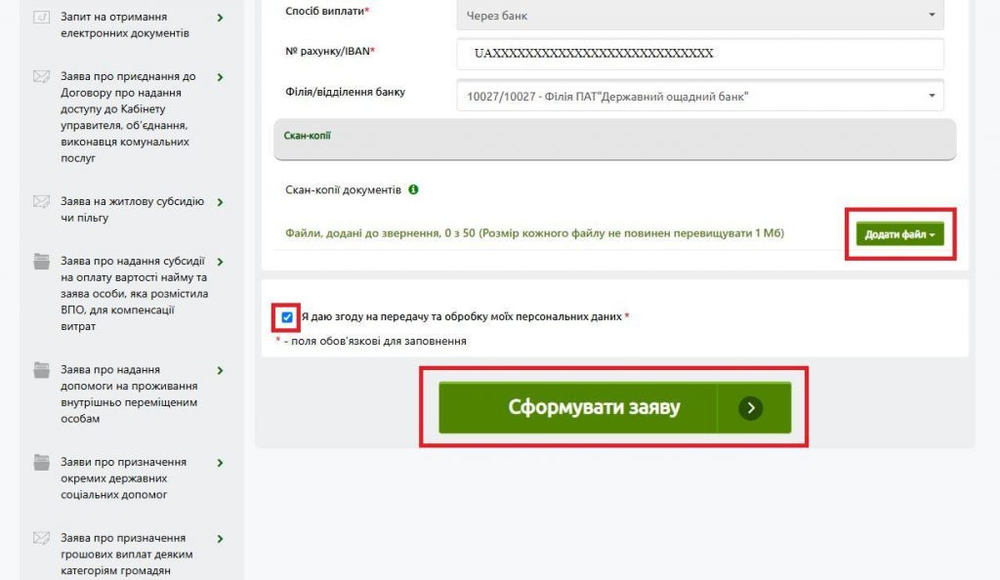 Запит на отримання
електронних документів
Заява про приєднання до
Договору про надання
доступу до Кабінету
управителя, об'єднання,
виконавця комунальних
послуг
Заява на житлову субсидію
чи пільгу
Заява про надання субсидії
на оплату вартості найму та
заява особи, яка розмістила
ВПО, для компенсації
витрат
Заява про надання
допомоги на проживання
внутрішньо переміщеним
особам
Заяви про призначення
окремих державних
соціальних допомог
Заява про призначення
грошових виплат деяким
категоріям громадян
Спосіб виплати*
Через банк
№ рахунку/IBAN*
UAXXXXXXXXXXXXXXXXXXXXXXXXXXX
Філія/відділення банку
10027/10027 - Філія ПАТ"Державний ощадний банк"
Скан-копії
Скан-копії документів
Файли, додані до звернення, 0 з 50 (Розмір кожного файлу не повинен перевищувати 1 Мб)
Додати файл
Я даю згоду на передачу та обробку моїх персональних даних *
* - поля обов'язкові для заповнення
Сформувати заяву